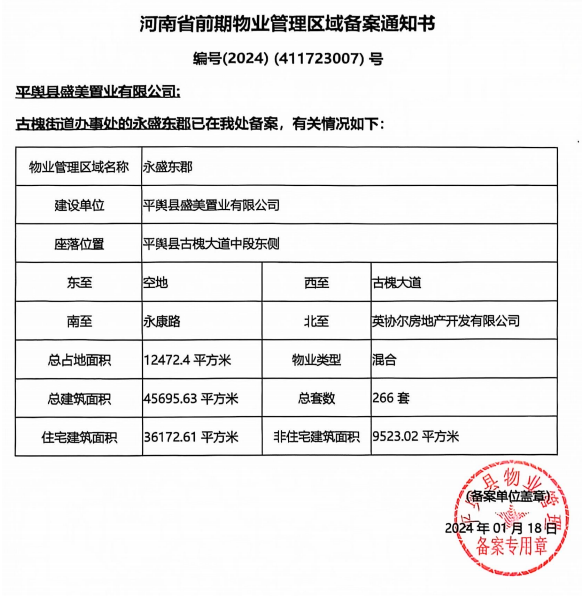 河南省前期物业管理区域备案通知书
编号(2024) (411723007) 号
平舆县盛美置业有限公司:
古槐街道办事处的永盛东郡已在我处备案，有关情况如下：
物业管理区域名称 永盛东郡
建设单位 平舆县盛美置业有限公司
座落位置 平舆县古槐大道中段东侧
东至 空地 西至 古槐大道
南至 永康路 北至 英协尔房地产开发有限公司
总占地面积 12472.4 平方米 物业类型 混合
总建筑面积 45695.63 平方米 总套数 266 套
住宅建筑面积 36172.61 平方米 非住宅建筑面积 9523.02 平方米
(备案单位盖章)
2024 年 01 月 18 日
平舆县物业管理
备案专用章